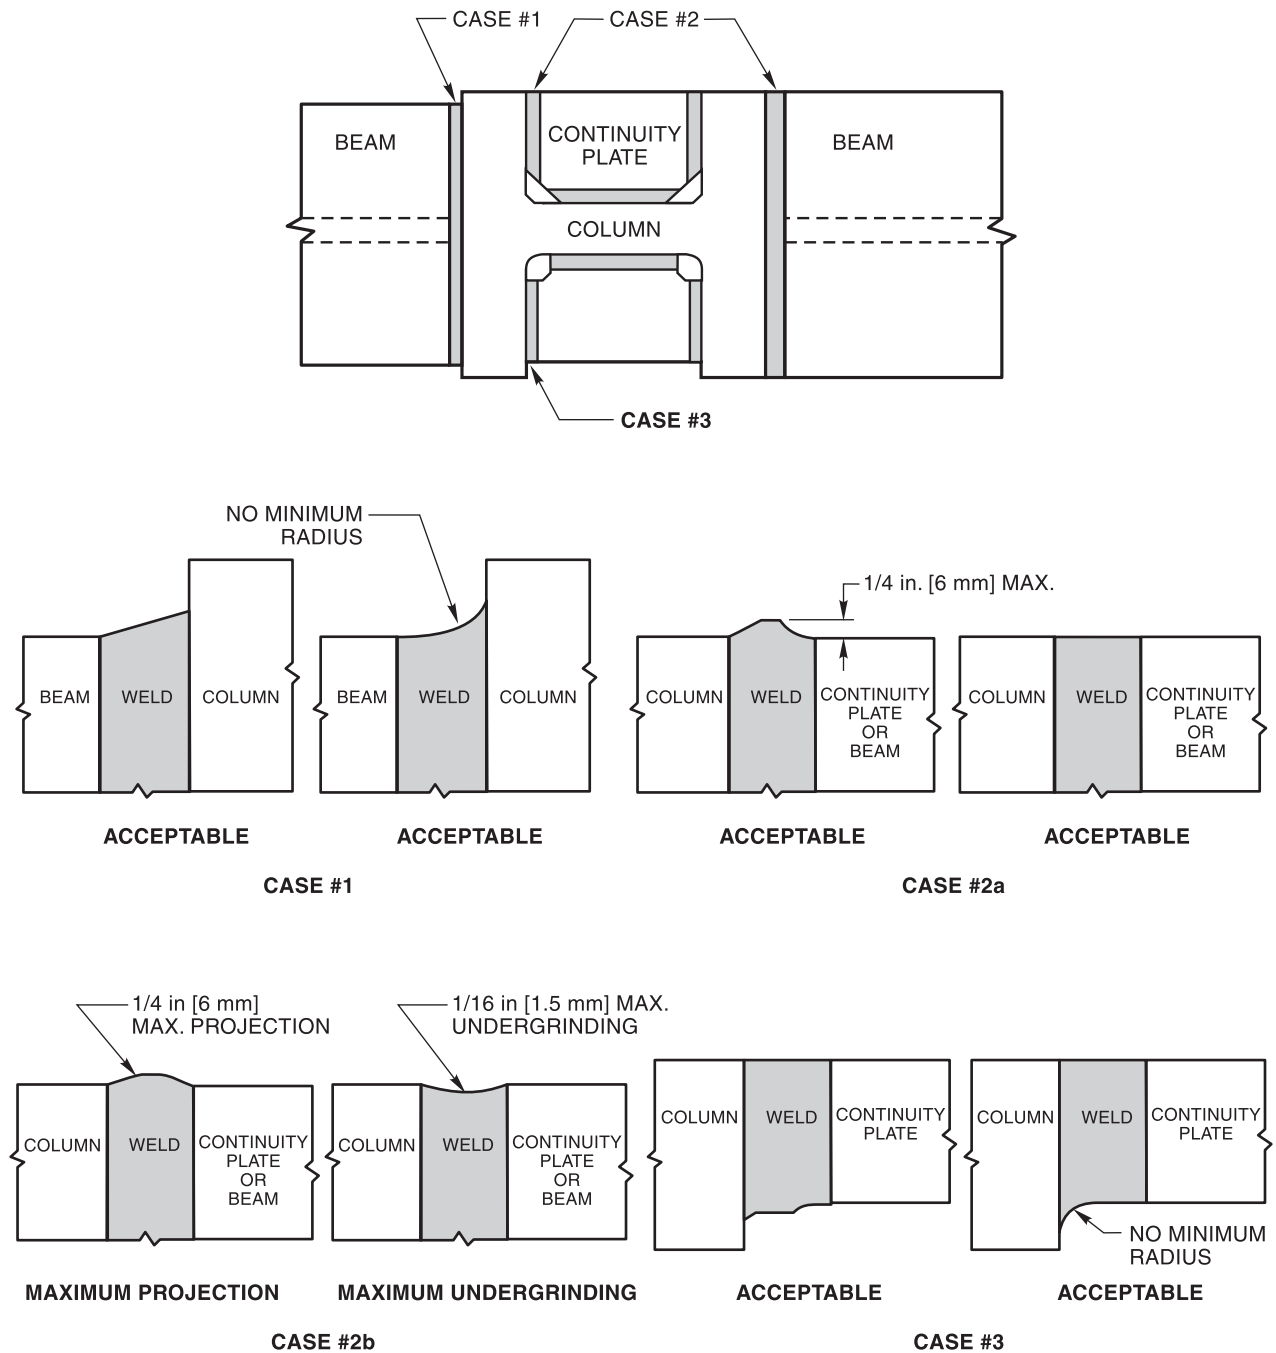 CASE #1
CASE #2
BEAM
CONTINUITY
PLATE
BEAM
COLUMN
CASE #3
NO MINIMUM
RADIUS
1/4 in. [6 mm] MAX.
BEAM
WELD
COLUMN
BEAM
WELD
COLUMN
COLUMN
WELD
CONTINUITY
PLATE
OR
BEAM
COLUMN
WELD
CONTINUITY
PLATE
OR
BEAM
ACCEPTABLE
ACCEPTABLE
ACCEPTABLE
ACCEPTABLE
CASE #1
CASE #2a
1/4 in [6 mm]
MAX. PROJECTION
1/16 in [1.5 mm] MAX.
UNDERGRINDING
COLUMN
WELD
CONTINUITY
PLATE
OR
BEAM
COLUMN
WELD
CONTINUITY
PLATE
OR
BEAM
COLUMN
WELD
CONTINUITY
PLATE
COLUMN
WELD
CONTINUITY
PLATE
NO MINIMUM
RADIUS
MAXIMUM PROJECTION
MAXIMUM UNDERGRINDING
ACCEPTABLE
ACCEPTABLE
CASE #2b
CASE #3